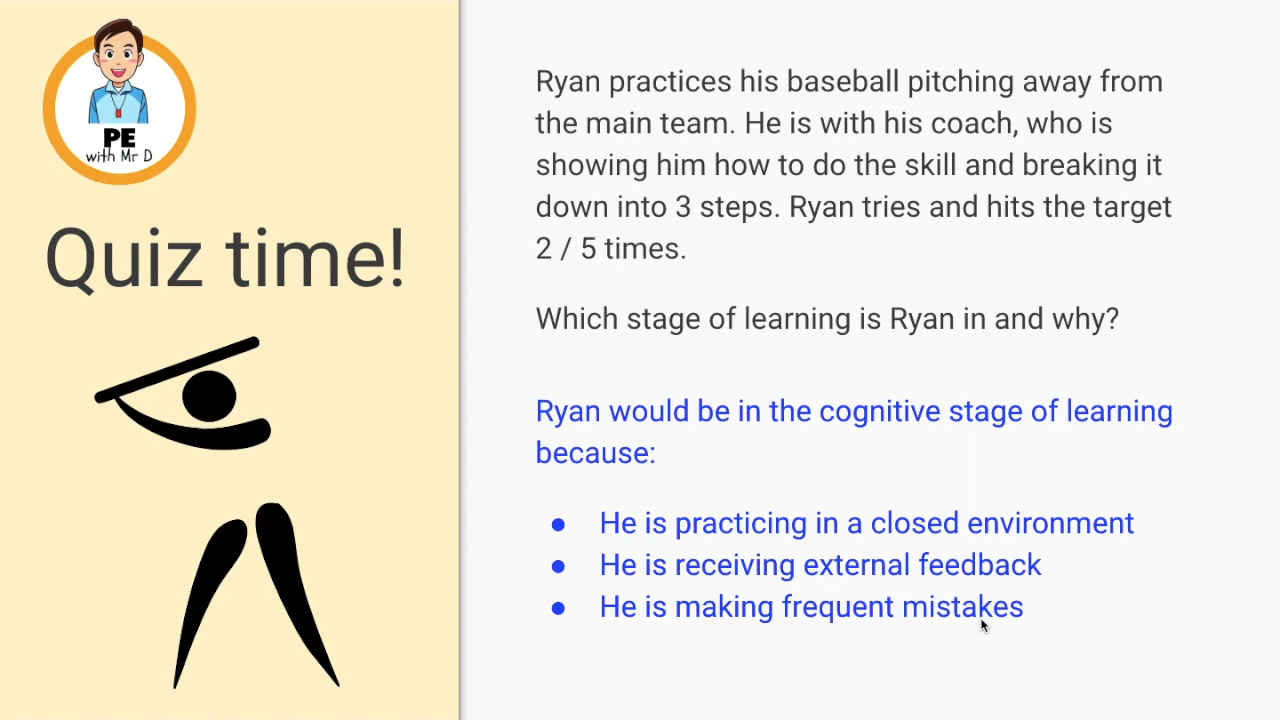 PE
with Mr D
Quiz time!
Ryan practices his baseball pitching away from
the main team. He is with his coach, who is
showing him how to do the skill and breaking it
down into 3 steps. Ryan tries and hits the target
2 / 5 times.
Which stage of learning is Ryan in and why?
Ryan would be in the cognitive stage of learning
because:
● He is practicing in a closed environment
● He is receiving external feedback
● He is making frequent mistakes